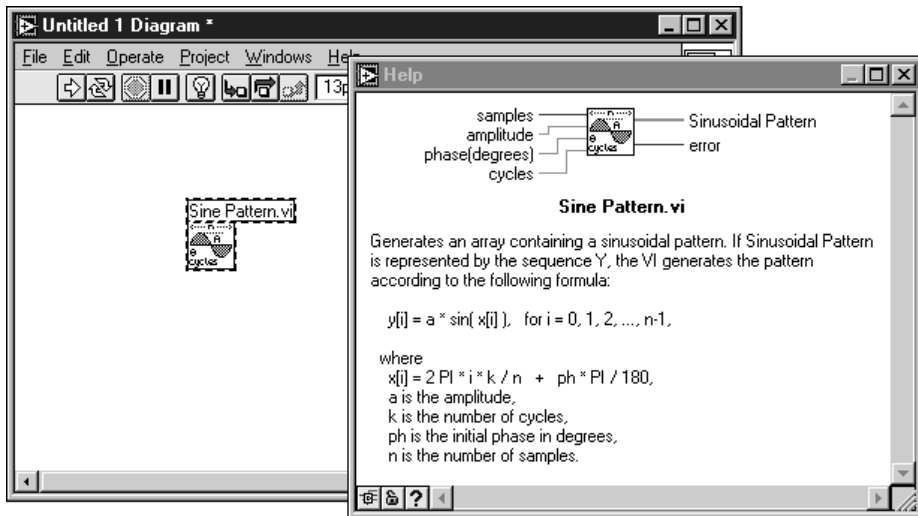 Untitled 1 Diagram *
File Edit Operate Project Windows
13p
Sine Pattern.vi
n
A
θ
cycles
Help
samples
amplitude
phase(degrees)
cycles
n
A
θ
cycles
Sinusoidal Pattern
error
Sine Pattern.vi
Generates an array containing a sinusoidal pattern. If Sinusoidal Pattern
is represented by the sequence Y, the VI generates the pattern
according to the following formula:
y[i] = a * sin( x[i] ), for i = 0, 1, 2, ..., n-1,
where
x[i] = 2 PI * i * k / n + ph * PI / 180,
a is the amplitude,
k is the number of cycles,
ph is the initial phase in degrees,
n is the number of samples.
?